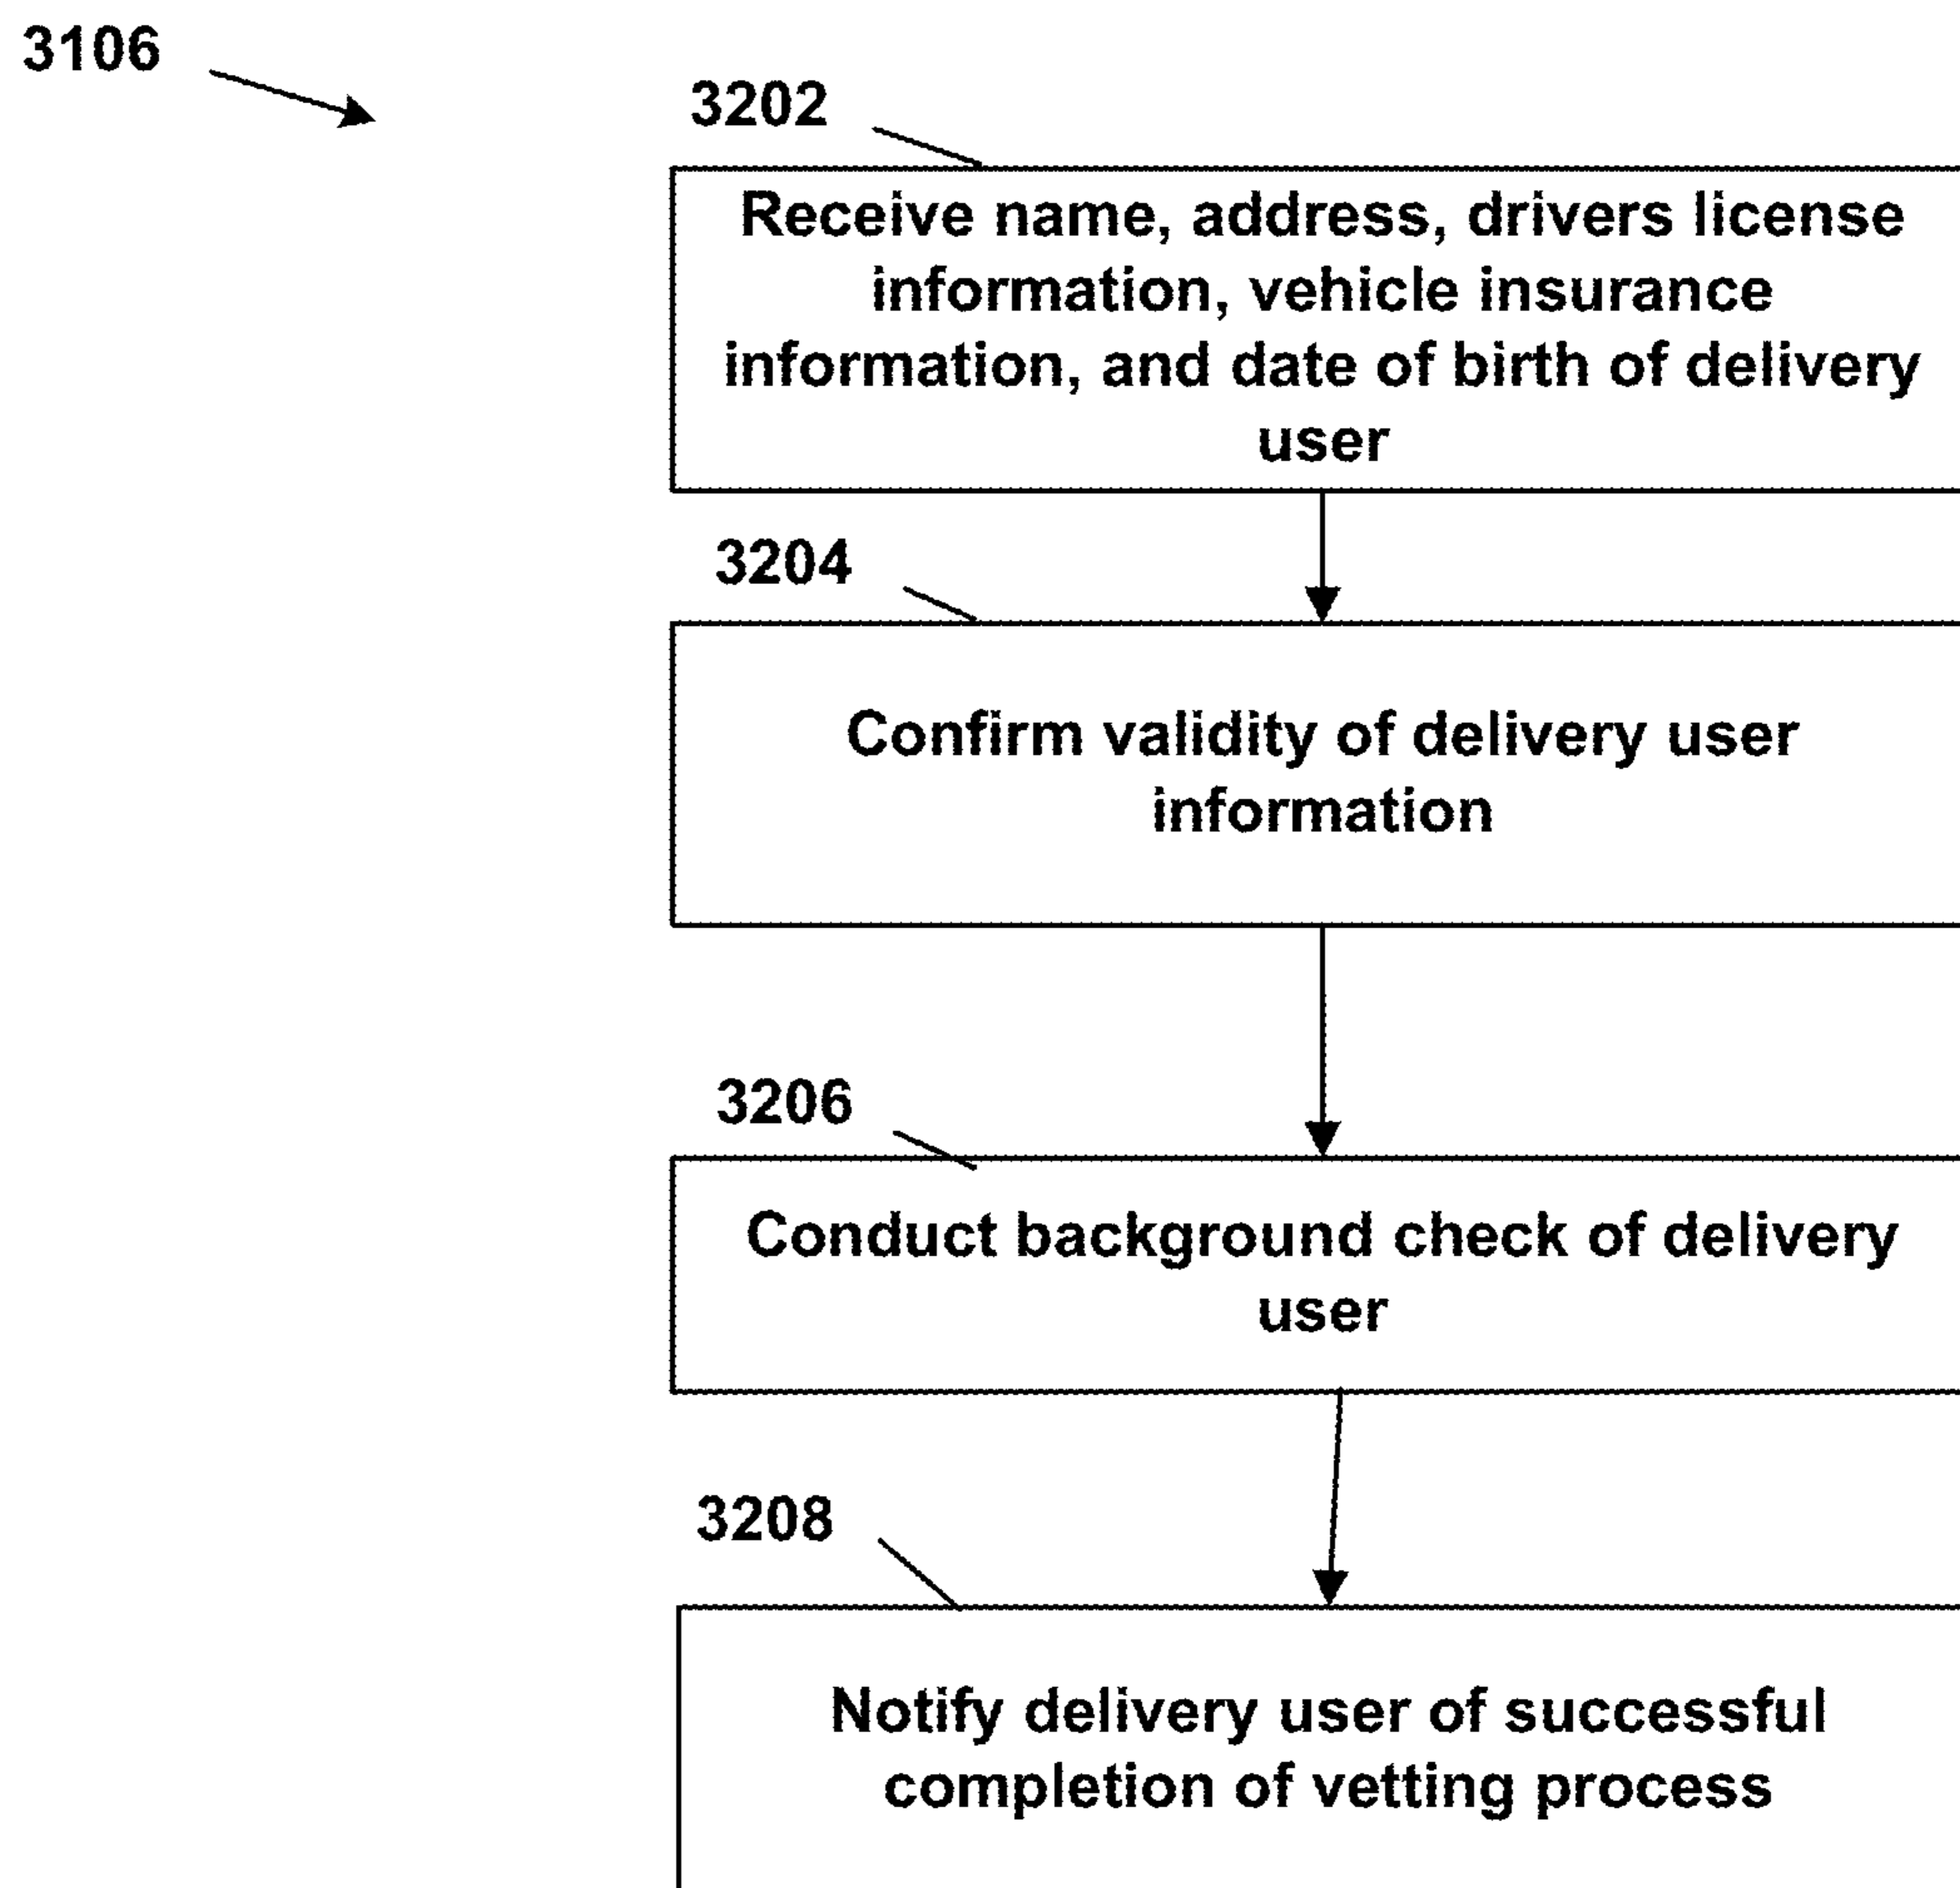 3106
3202
Receive name, address, drivers license
information, vehicle insurance
information, and date of birth of delivery
user
3204
Confirm validity of delivery user
information
3206
Conduct background check of delivery
user
3208
Notify delivery user of successful
completion of vetting process